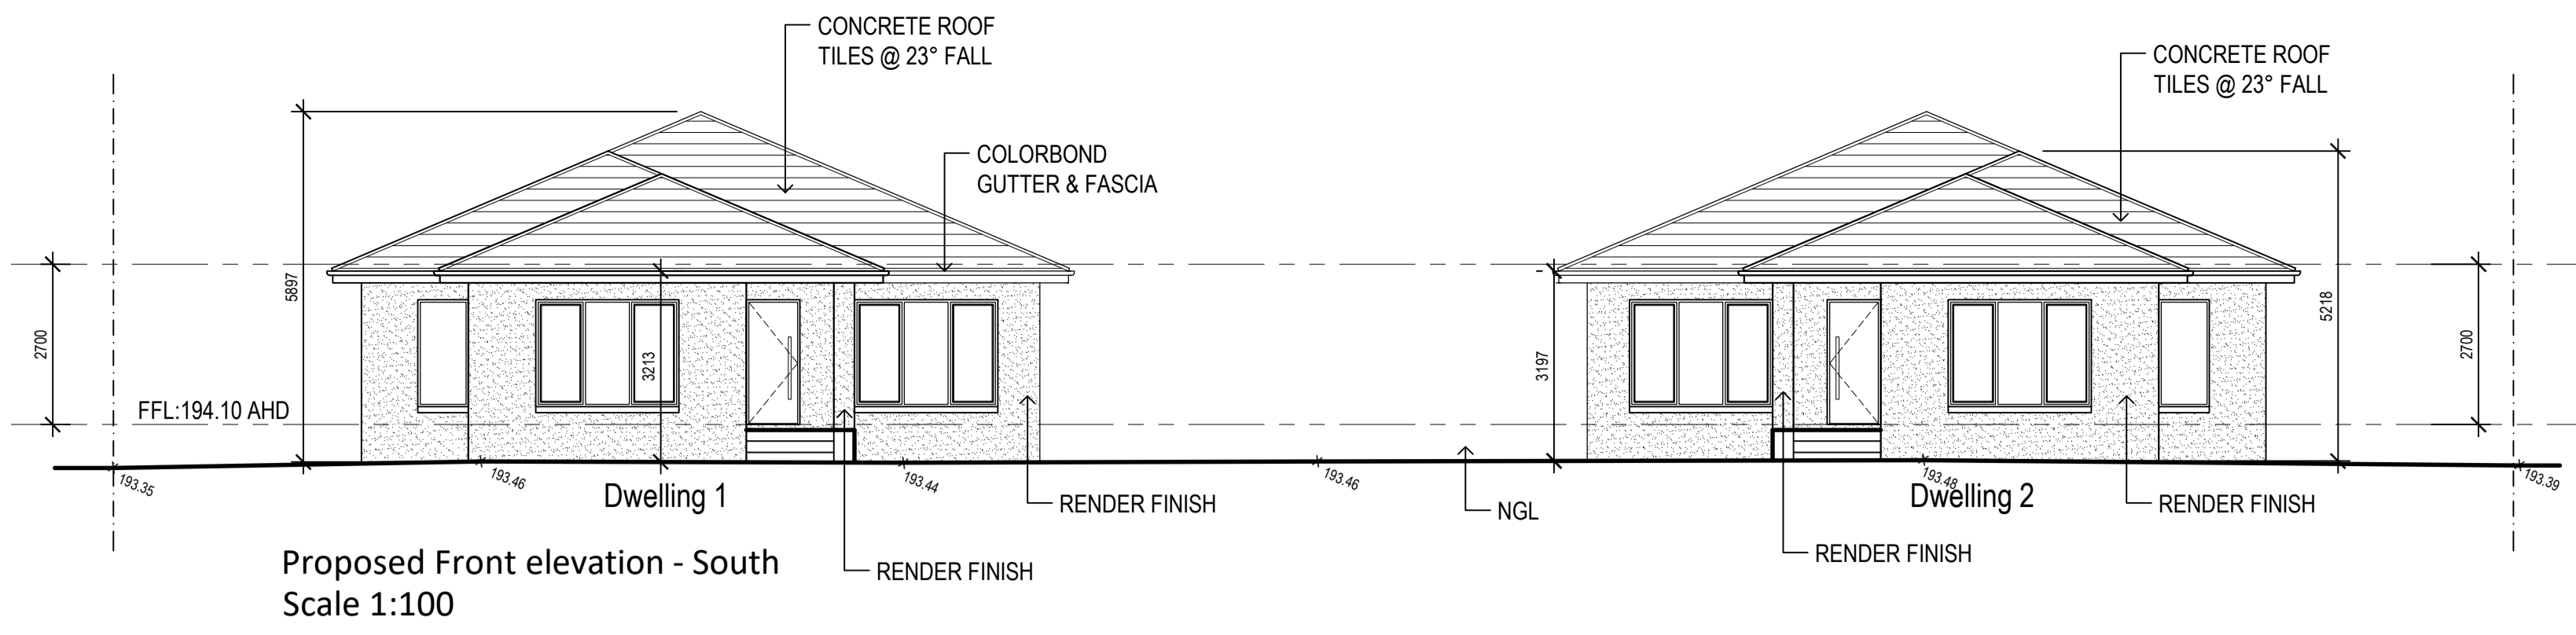 CONCRETE ROOF
TILES @ 23° FALL
CONCRETE ROOF
TILES @ 23° FALL
COLORBOND
GUTTER & FASCIA
5897
2700
3213
3197
5218
2700
FFL:194.10 AHD
193.35
193.46
193.44
193.46
193.48
193.39
Dwelling 1
Dwelling 2
RENDER FINISH
NGL
RENDER FINISH
RENDER FINISH
RENDER FINISH
Proposed Front elevation - South
Scale 1:100